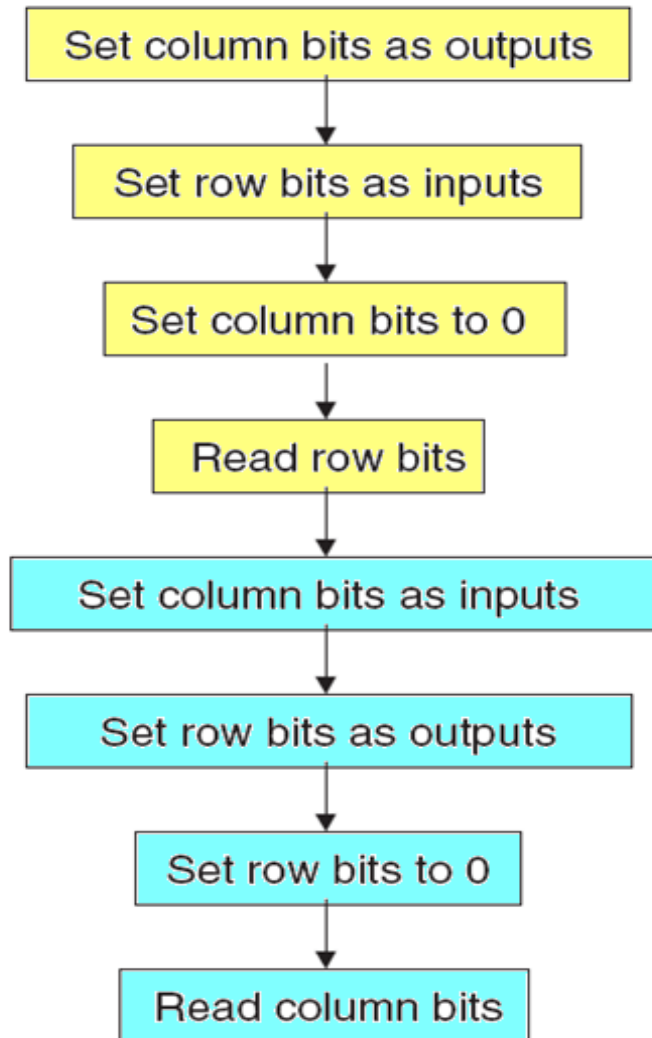 Set column bits as outputs
Set row bits as inputs
Set column bits to 0
Read row bits
Set column bits as inputs
Set row bits as outputs
Set row bits to 0
Read column bits